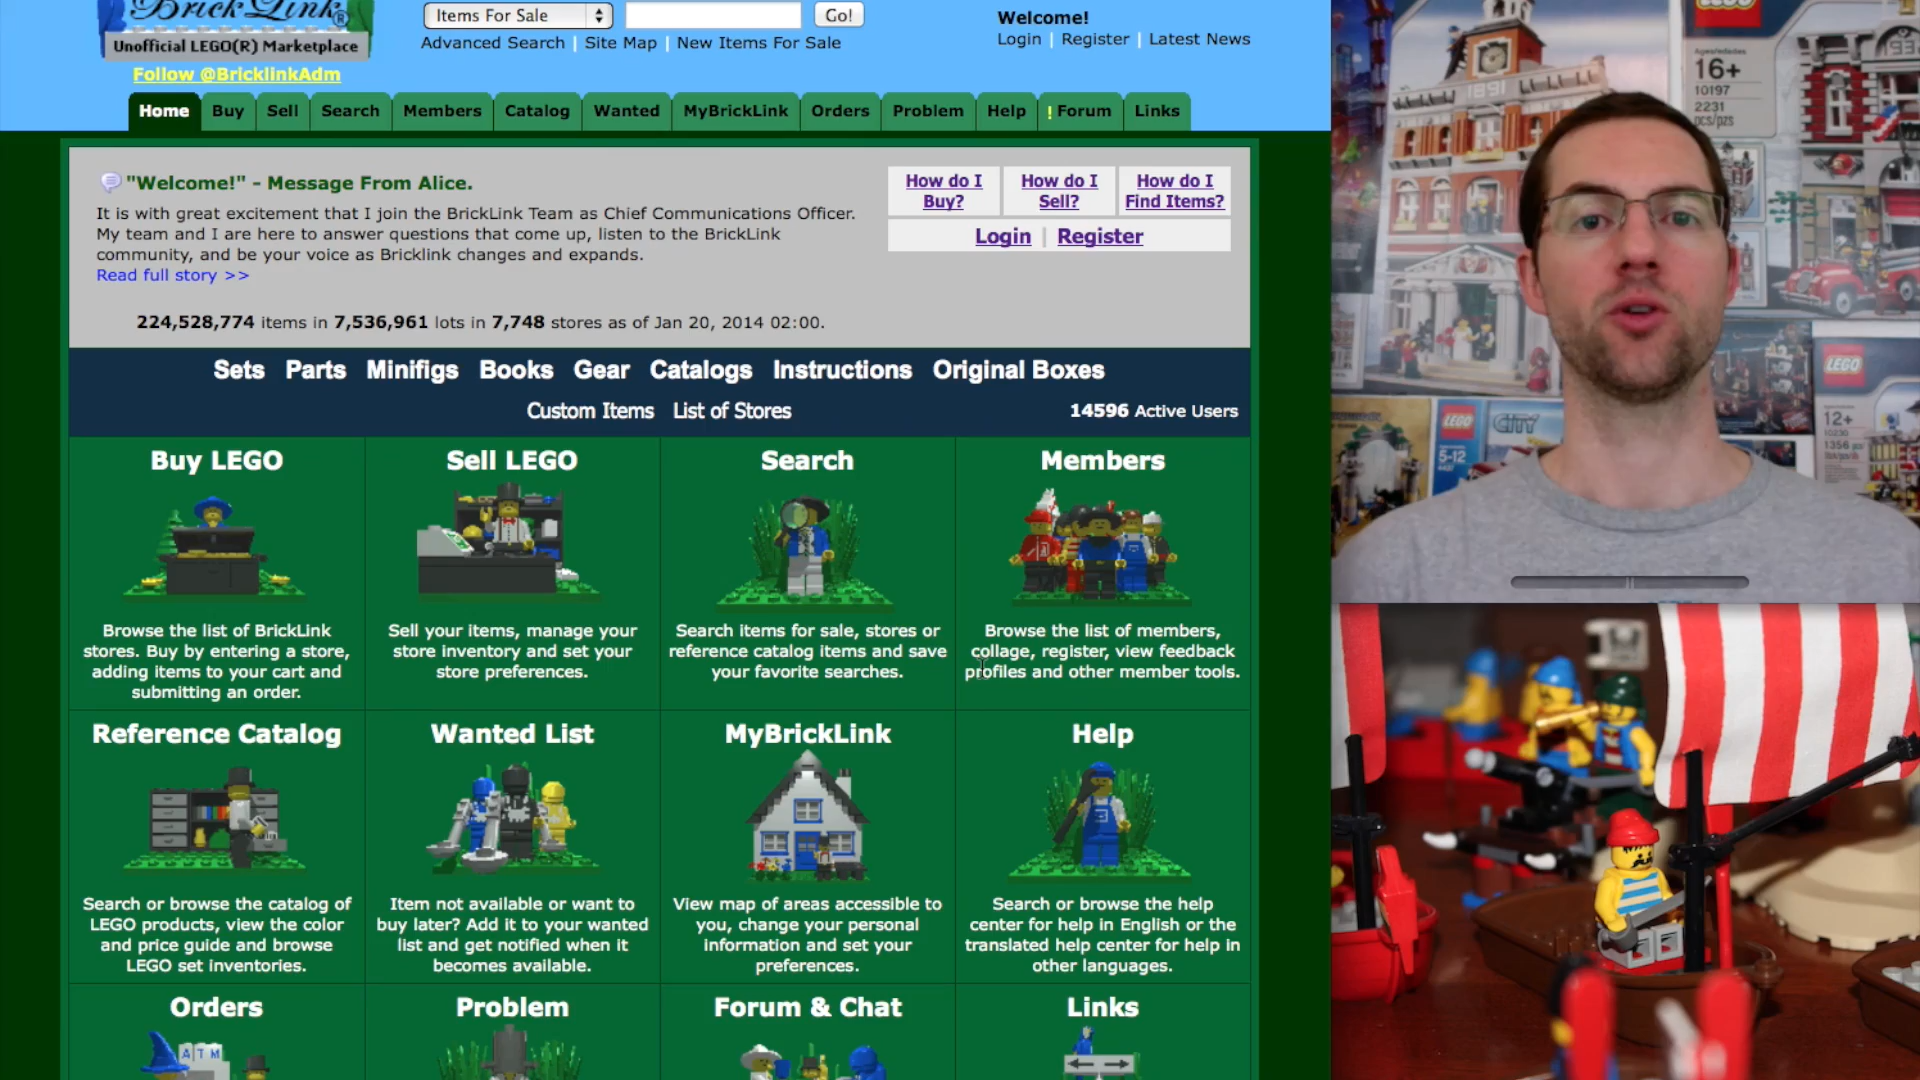 BrickLink®
Unofficial LEGO(R) Marketplace
Follow @BricklinkAdm
Items For Sale
Go!
Advanced Search | Site Map | New Items For Sale
Welcome!
Login | Register | Latest News
Home Buy Sell Search Members Catalog Wanted MyBrickLink Orders Problem Help ! Forum Links
"Welcome!" - Message From Alice.
It is with great excitement that I join the BrickLink Team as Chief Communications Officer.
My team and I are here to answer questions that come up, listen to the BrickLink
community, and be your voice as Bricklink changes and expands.
Read full story >>
How do I
Buy?
How do I
Sell?
How do I
Find Items?
Login | Register
224,528,774 items in 7,536,961 lots in 7,748 stores as of Jan 20, 2014 02:00.
Sets Parts Minifigs Books Gear Catalogs Instructions Original Boxes
Custom Items List of Stores
14596 Active Users
Buy LEGO
Browse the list of BrickLink
stores. Buy by entering a store,
adding items to your cart and
submitting an order.
Sell LEGO
Sell your items, manage your
store inventory and set your
store preferences.
Search
Search items for sale, stores or
reference catalog items and save
your favorite searches.
Members
Browse the list of members,
collage, register, view feedback
profiles and other member tools.
Reference Catalog
Search or browse the catalog of
LEGO products, view the color
and price guide and browse
LEGO set inventories.
Wanted List
Item not available or want to
buy later? Add it to your wanted
list and get notified when it
becomes available.
MyBrickLink
View map of areas accessible to
you, change your personal
information and set your
preferences.
Help
Search or browse the help
center for help in English or the
translated help center for help in
other languages.
Orders
ATM
Problem
Forum & Chat
Links
1891
LEGO
16+
10197
2231
pcs/pzs
LEGO
CITY
5-12
LEGO
12+
10230
1356